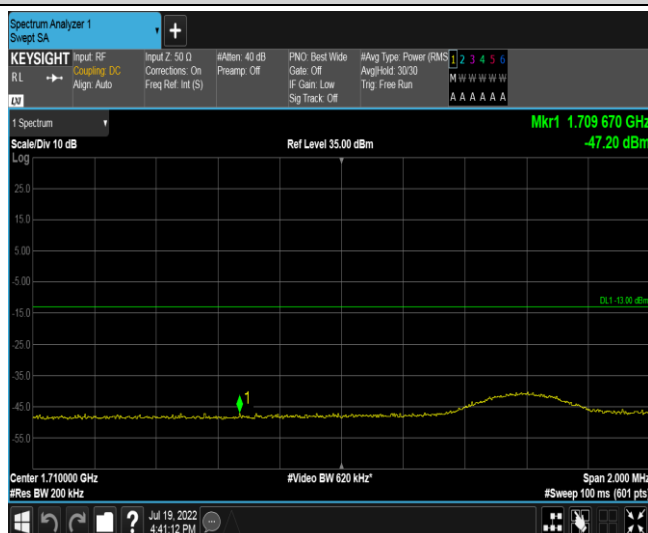 Spectrum Analyzer 1
Swept SA
+
KEYSIGHT
RL
LXI
Input: RF
Coupling: DC
Align: Auto
Input Z: 50 Ω
Corrections: On
Freq Ref: Int (S)
#Atten: 40 dB
Preamp: Off
PNO: Best Wide
Gate: Off
IF Gain: Low
Sig Track: Off
#Avg Type: Power (RMS
Avg|Hold: 30/30
Trig: Free Run
1 2 3 4 5 6
M W W W W W
A A A A A A
1 Spectrum
Scale/Div 10 dB
Ref Level 35.00 dBm
Mkr1 1.709 670 GHz
-47.20 dBm
Log
25.0
15.0
5.00
-5.00
DL1 -13.00 dBm
-15.0
-25.0
-35.0
1
-45.0
-55.0
Center 1.710000 GHz
#Video BW 620 kHz*
Span 2.000 MHz
#Res BW 200 kHz
#Sweep 100 ms (601 pts)
?
Jul 19, 2022
4:41:12 PM